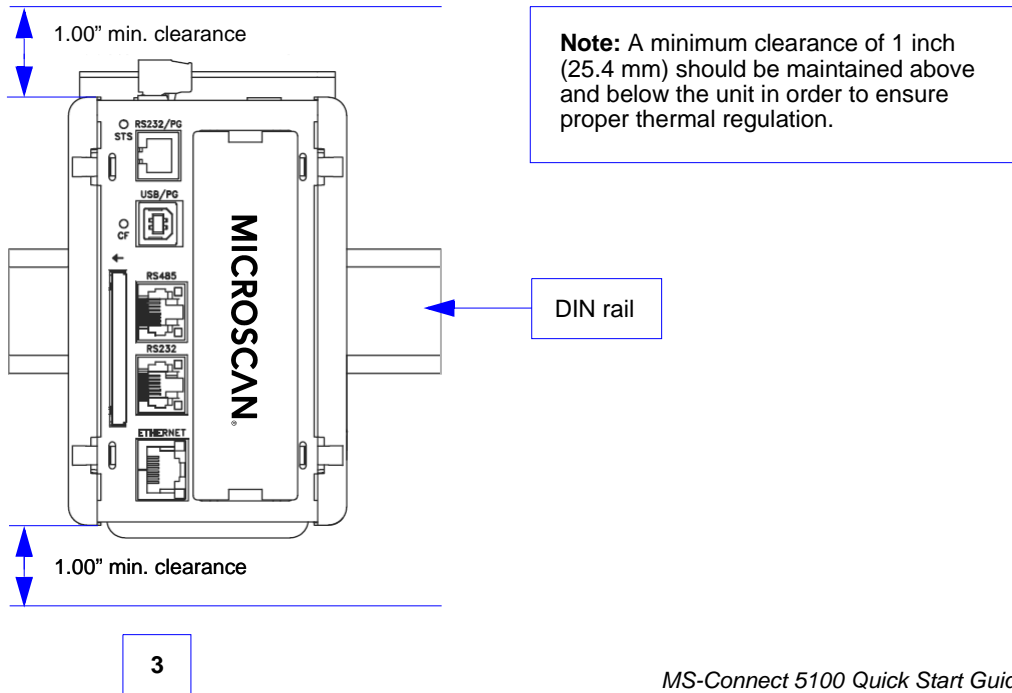 1.00” min. clearance
Note: A minimum clearance of 1 inch
(25.4 mm) should be maintained above
and below the unit in order to ensure
proper thermal regulation.
RS232/PG
STS
USB/PG
CF
RS485
RS232
ETHERNET
MICROSCAN®
DIN rail
1.00” min. clearance
3
MS-Connect 5100 Quick Start Guid